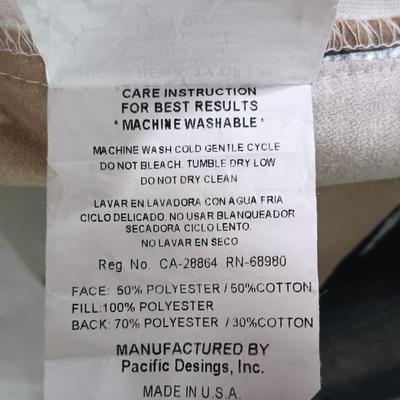 CARE INSTRUCTION
FOR BEST RESULTS
* MACHINE WASHABLE *
MACHINE WASH COLD GENTLE CYCLE
DO NOT BLEACH. TUMBLE DRY LOW
DO NOT DRY CLEAN
LAVAR EN LAVADORA CON AGUA FRIA
CICLO DELICADO. NO USAR BLANQUEADOR
SECADORA CICLO LENTO.
NO LAVAR EN SECO
Reg. No. CA-28864 RN-68980
FACE: 50% POLYESTER / 50%COTTON
FILL:100% POLYESTER
BACK: 70% POLYESTER / 30%COTTON
MANUFACTURED BY
Pacific Desings, Inc.
MADE IN U.S.A.